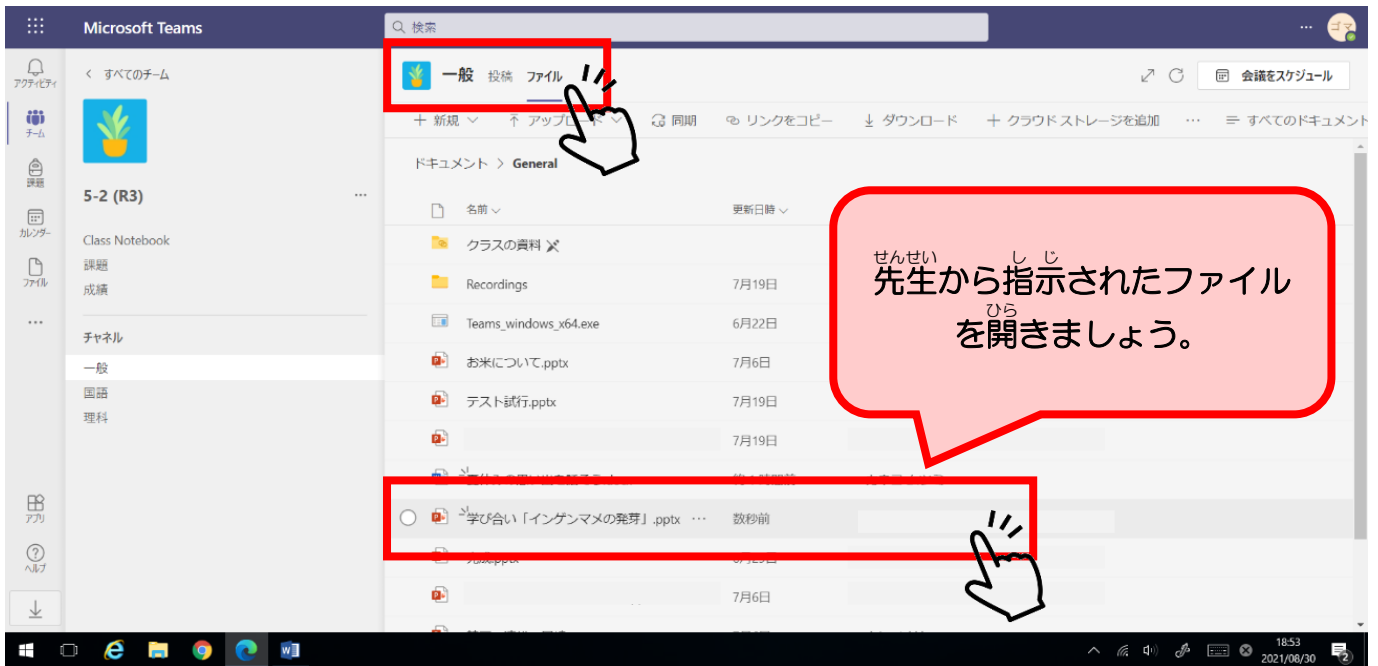 Microsoft Teams
検索
ゴマ
アクティビティ
チーム
課題
カレンダー
ファイル
アプリ
ヘルプ
すべてのチーム
5-2 (R3)
Class Notebook
課題
成績
チャネル
一般
国語
理科
一般 投稿 ファイル
会議をスケジュール
新規 アップロード 同期 リンクをコピー ダウンロード クラウド ストレージを追加 … すべてのドキュメント
ドキュメント > General
名前 更新日時
クラスの資料
Recordings 7月19日
Teams_windows_x64.exe 6月22日
お米について.pptx 7月6日
テスト試行.pptx 7月19日
7月19日
学び合い「インゲンマメの発芽」.pptx … 数秒前
7月6日
せんせい し じ
先生から指示されたファイル
ひら
を開きましょう。
18:53
2021/08/30
2